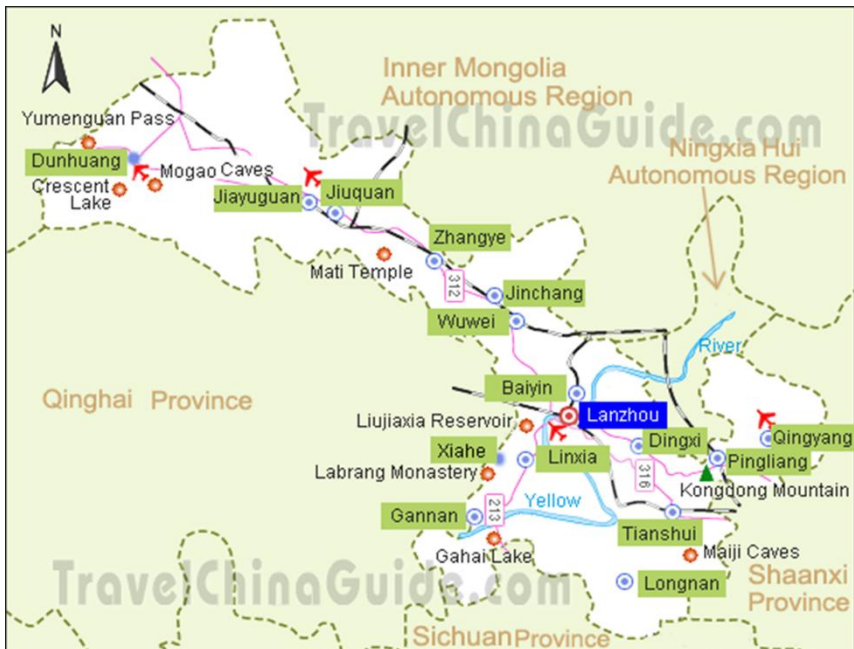 N
Inner Mongolia
Autonomous Region
TravelChinaGuide.com
Yumenguan Pass
Ningxia Hui
Autonomous Region
Dunhuang
Mogao Caves
Crescent
Lake
Jiayuguan
Jiuquan
Zhangye
Mati Temple
312
Jinchang
Wuwei
River
Qinghai Province
Baiyin
Liujiaxia Reservoir
Lanzhou
Xiahe
Linxia
Dingxi
Qingyang
Labrang Monastery
Pingliang
316
Kongdong Mountain
Gannan
213
Yellow
Tianshui
Gahai Lake
Maiji Caves
TravelChinaGuide.com
Longnan
Shaanxi
Province
Sichuan Province